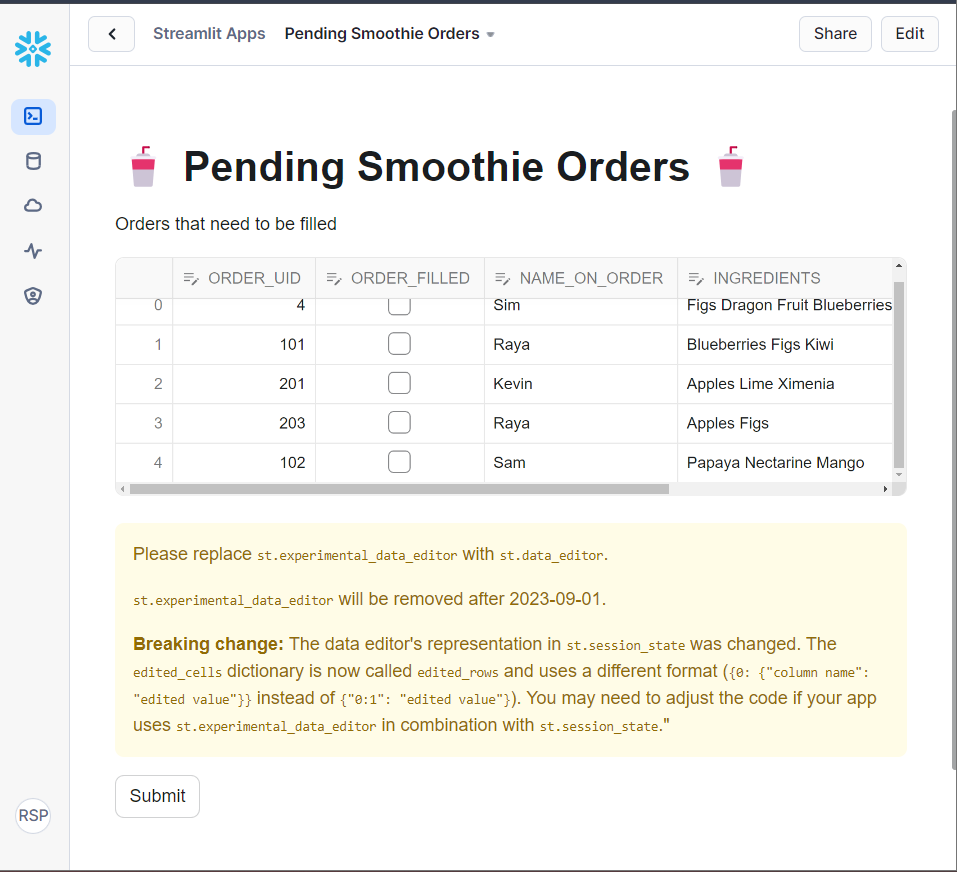 Streamlit Apps Pending Smoothie Orders Share Edit
Pending Smoothie Orders
Orders that need to be filled
ORDER_UID ORDER_FILLED NAME_ON_ORDER INGREDIENTS
0 4 Sim Figs Dragon Fruit Blueberries
1 101 Raya Blueberries Figs Kiwi
2 201 Kevin Apples Lime Ximenia
3 203 Raya Apples Figs
4 102 Sam Papaya Nectarine Mango
Please replace st.experimental_data_editor with st.data_editor.
st.experimental_data_editor will be removed after 2023-09-01.
Breaking change: The data editor's representation in st.session_state was changed. The
edited_cells dictionary is now called edited_rows and uses a different format ({0: {"column name":
"edited value"}} instead of {"0:1": "edited value"}). You may need to adjust the code if your app
uses st.experimental_data_editor in combination with st.session_state."
Submit
RSP